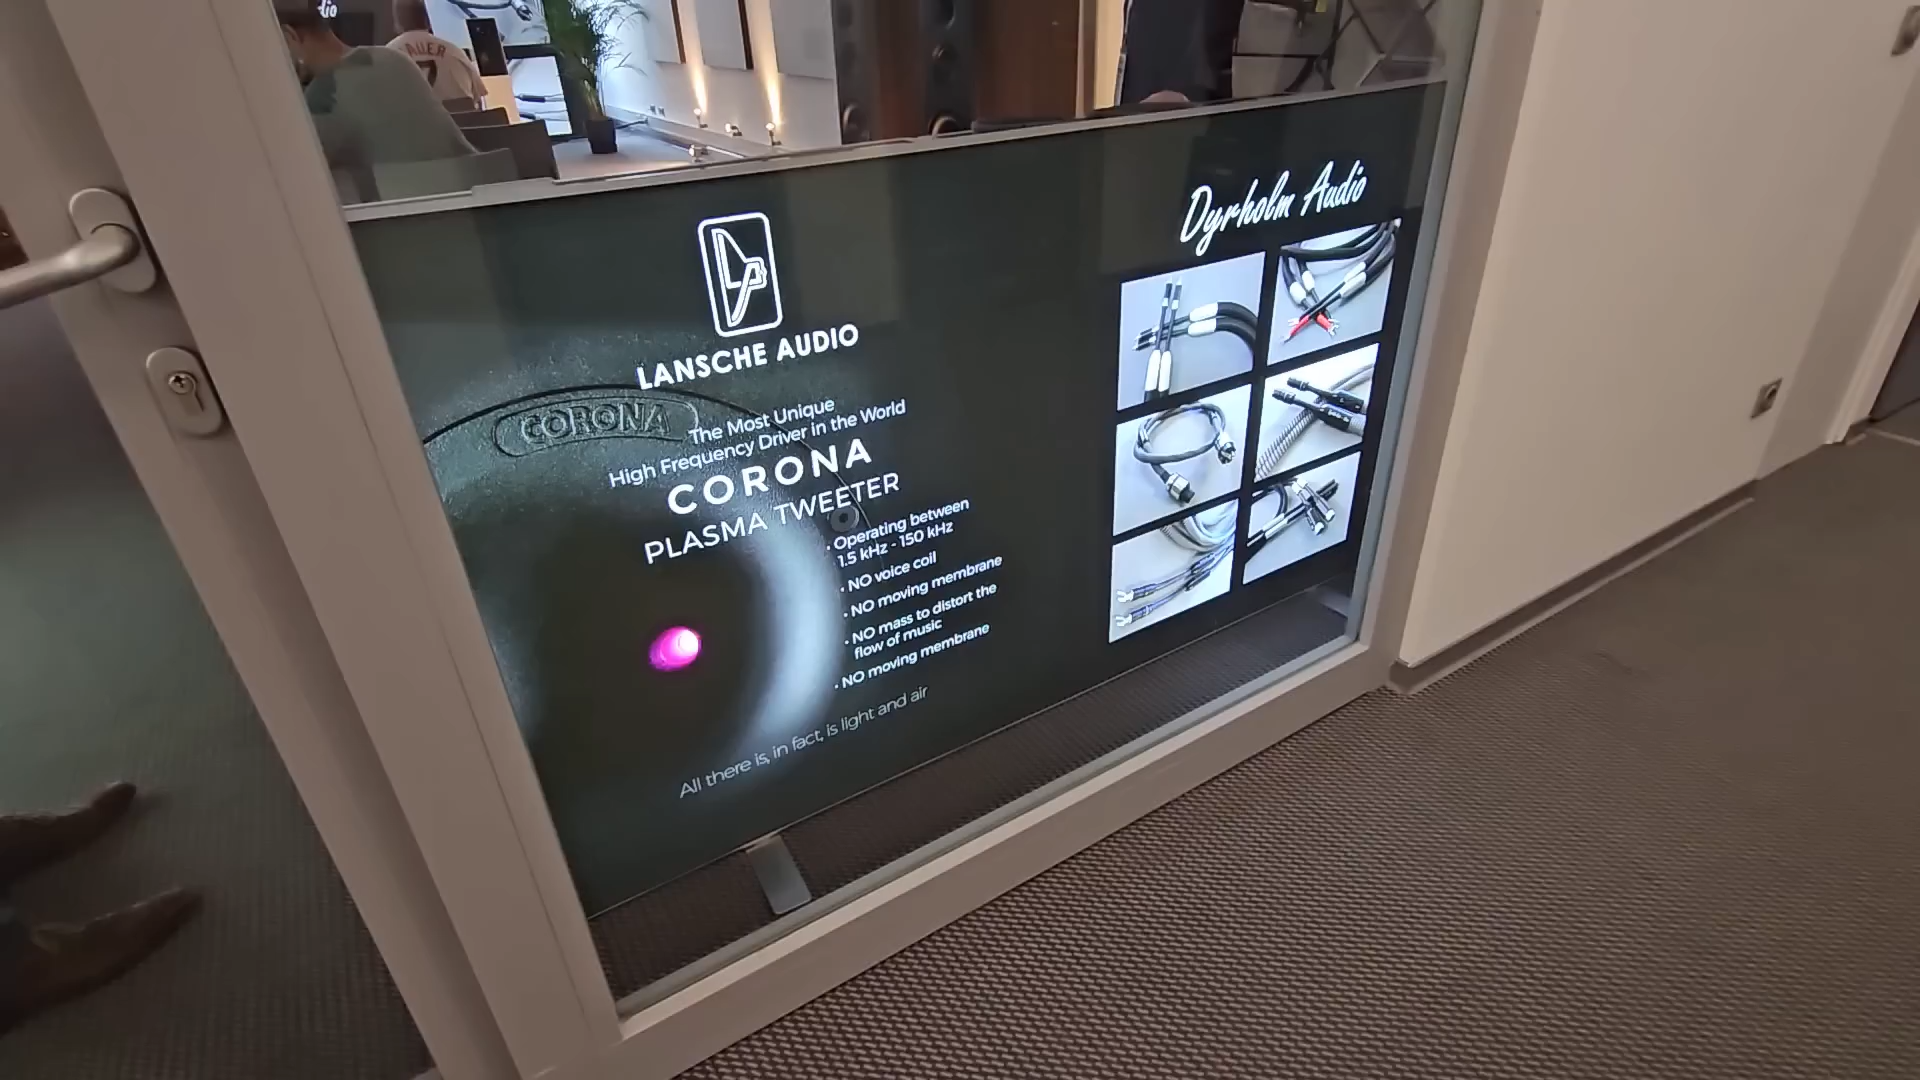 AUER
7
LANSCHE AUDIO
CORONA
The Most Unique
High Frequency Driver in the World
CORONA
PLASMA TWEETER
• Operating between
1.5 kHz - 150 kHz
• NO voice coil
• NO moving membrane
• NO mass to distort the
flow of music
• NO moving membrane
All there is, in fact, is light and air
Dyrholm Audio